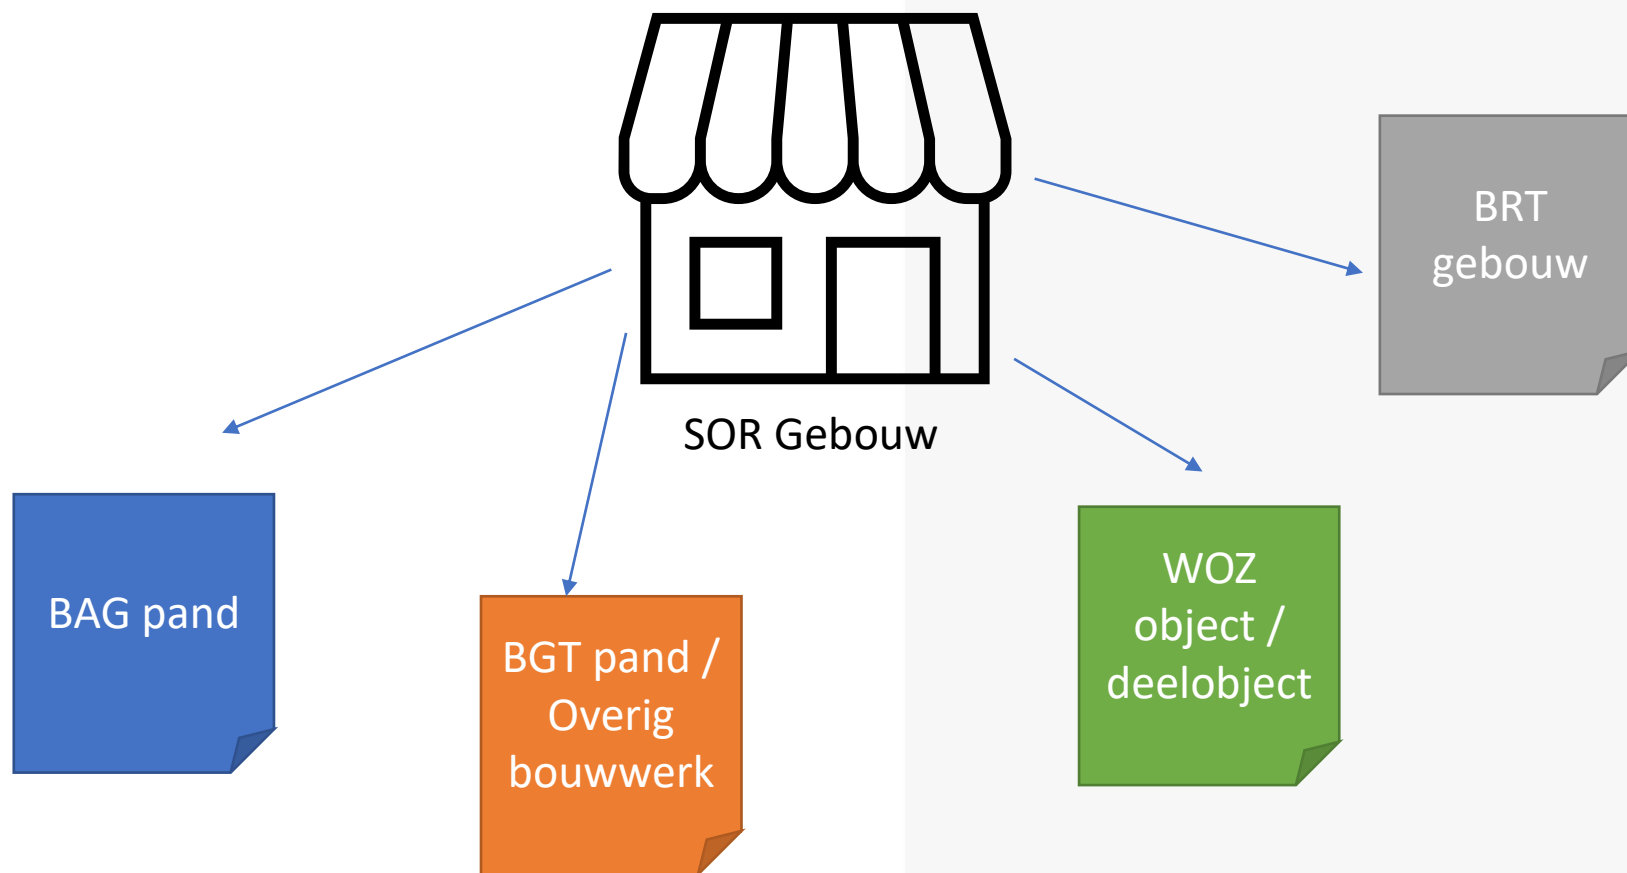 SOR Gebouw
BRT
gebouw
BAG pand
BGT pand /
Overig
bouwwerk
WOZ
object /
deelobject